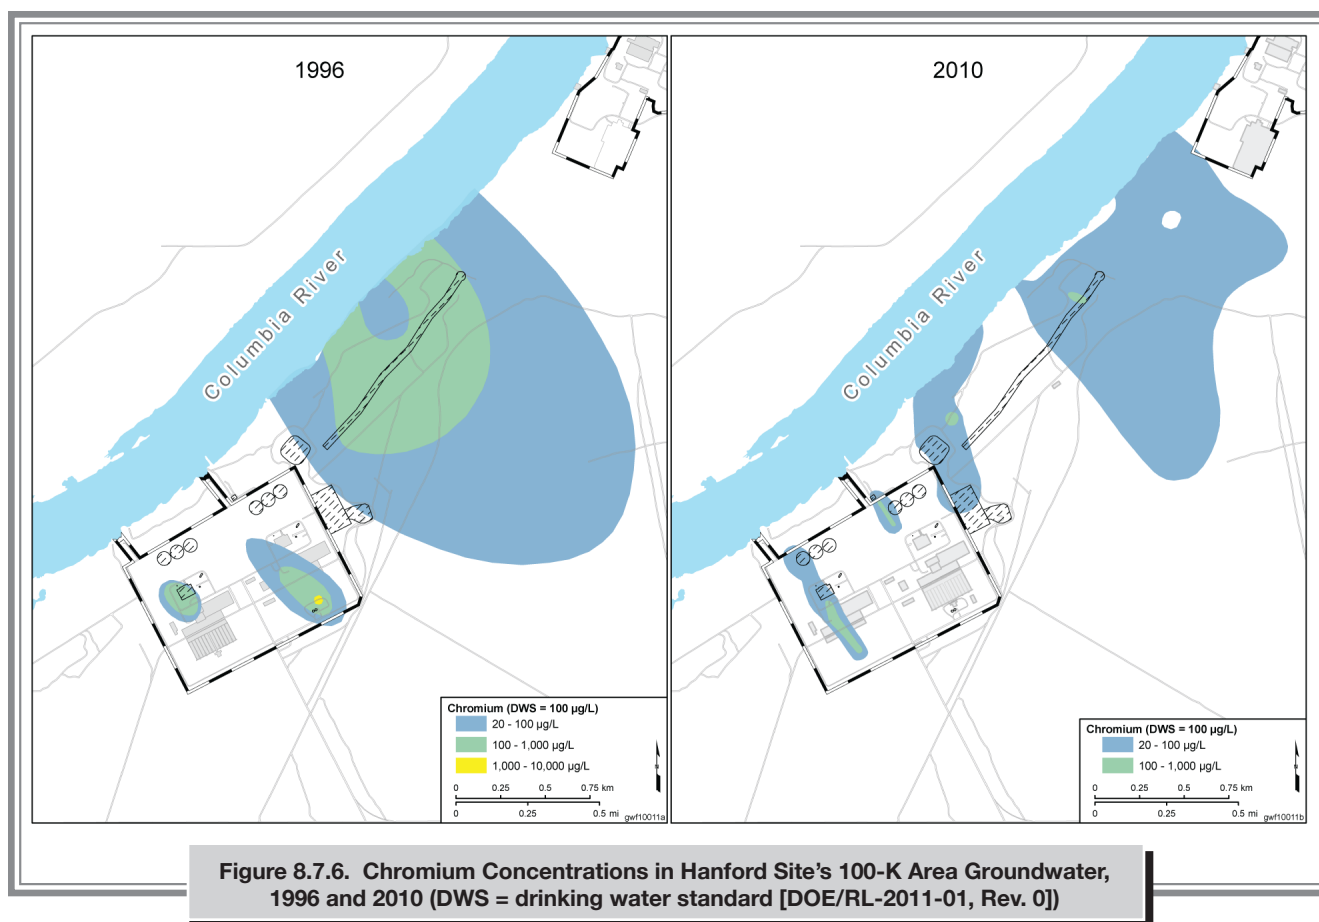 1996
Columbia River
Chromium (DWS = 100 µg/L)
20 - 100 µg/L
100 - 1,000 µg/L
1,000 - 10,000 µg/L
0 0.25 0.5 0.75 km
0 0.25 0.5 mi
gwf10011a
N
2010
Columbia River
Chromium (DWS = 100 µg/L)
20 - 100 µg/L
100 - 1,000 µg/L
0 0.25 0.5 0.75 km
0 0.25 0.5 mi
gwf10011b
N
Figure 8.7.6. Chromium Concentrations in Hanford Site's 100-K Area Groundwater,
1996 and 2010 (DWS = drinking water standard [DOE/RL-2011-01, Rev. 0])